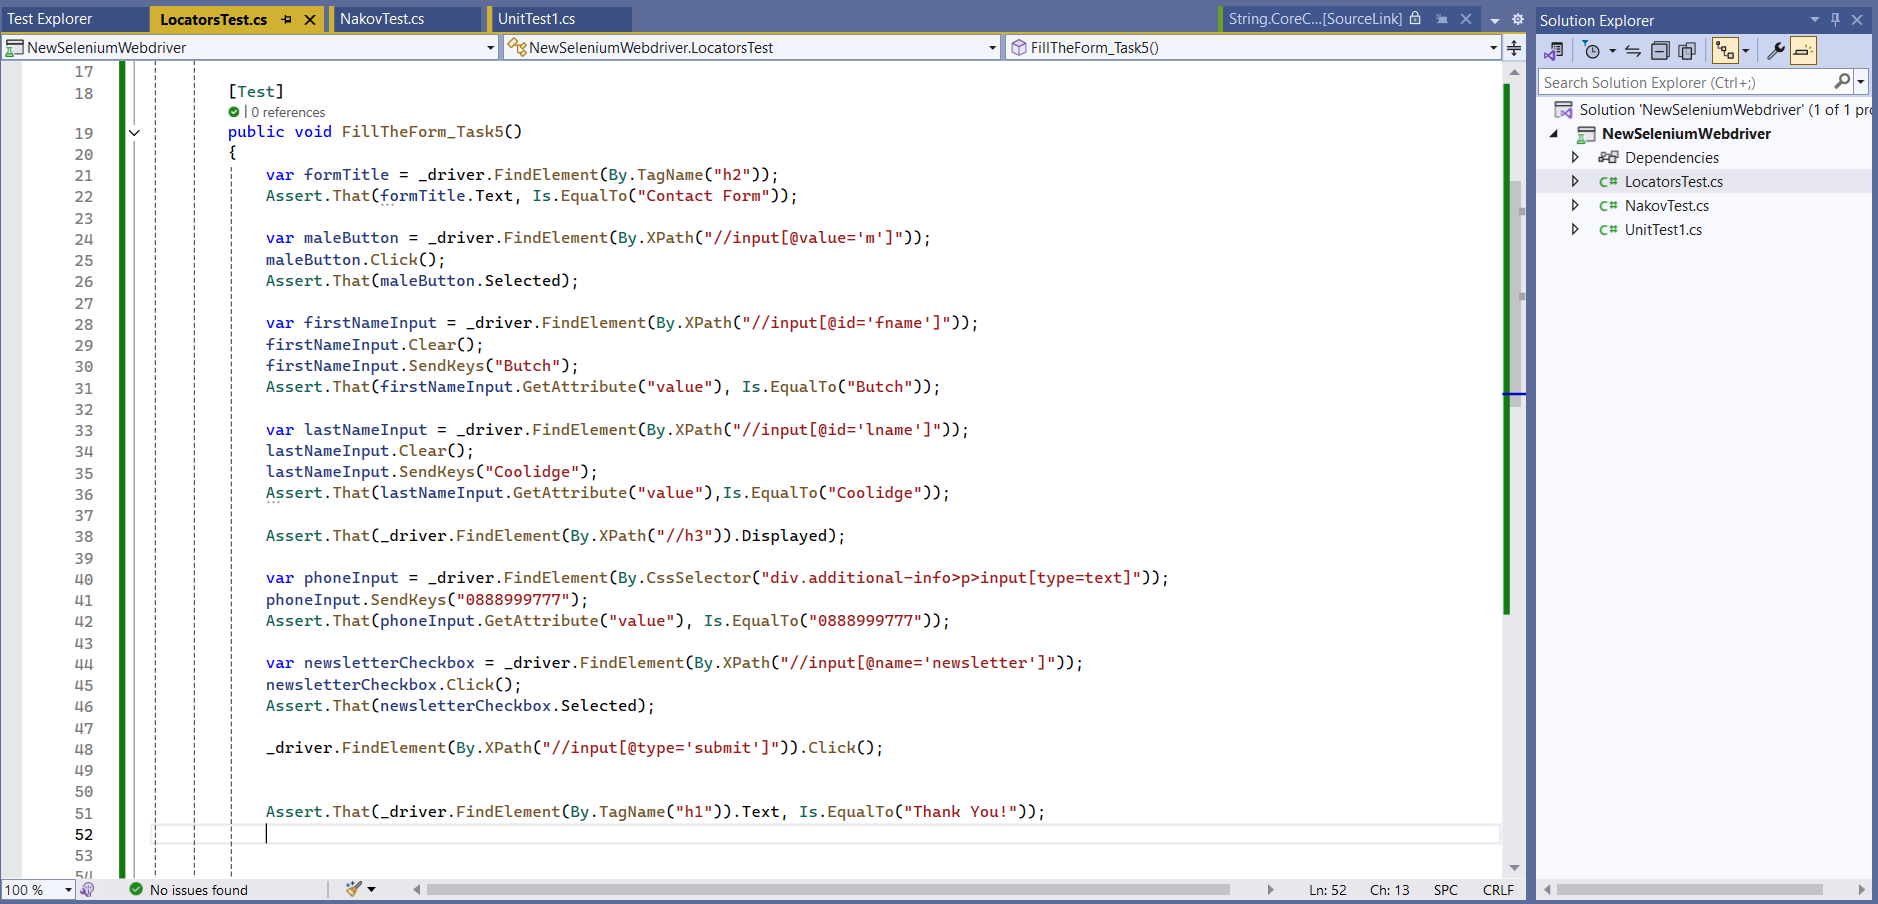 Test Explorer
LocatorsTest.cs
NakovTest.cs
UnitTest1.cs
String.CoreC...[SourceLink]
NewSeleniumWebdriver
NewSeleniumWebdriver.LocatorsTest
FillTheForm_Task5()
17
18 [Test]
0 references
19 public void FillTheForm_Task5()
20 {
21 var formTitle = _driver.FindElement(By.TagName("h2"));
22 Assert.That(formTitle.Text, Is.EqualTo("Contact Form"));
23
24 var maleButton = _driver.FindElement(By.XPath("//input[@value='m']"));
25 maleButton.Click();
26 Assert.That(maleButton.Selected);
27
28 var firstNameInput = _driver.FindElement(By.XPath("//input[@id='fname']"));
29 firstNameInput.Clear();
30 firstNameInput.SendKeys("Butch");
31 Assert.That(firstNameInput.GetAttribute("value"), Is.EqualTo("Butch"));
32
33 var lastNameInput = _driver.FindElement(By.XPath("//input[@id='lname']"));
34 lastNameInput.Clear();
35 lastNameInput.SendKeys("Coolidge");
36 Assert.That(lastNameInput.GetAttribute("value"),Is.EqualTo("Coolidge"));
37
38 Assert.That(_driver.FindElement(By.XPath("//h3")).Displayed);
39
40 var phoneInput = _driver.FindElement(By.CssSelector("div.additional-info>p>input[type=text]"));
41 phoneInput.SendKeys("0888999777");
42 Assert.That(phoneInput.GetAttribute("value"), Is.EqualTo("0888999777"));
43
44 var newsletterCheckbox = _driver.FindElement(By.XPath("//input[@name='newsletter']"));
45 newsletterCheckbox.Click();
46 Assert.That(newsletterCheckbox.Selected);
47
48 _driver.FindElement(By.XPath("//input[@type='submit']")).Click();
49
50
51 Assert.That(_driver.FindElement(By.TagName("h1")).Text, Is.EqualTo("Thank You!"));
52
53
54
100 %
No issues found
Ln: 52
Ch: 13
SPC
CRLF
Solution Explorer
Search Solution Explorer (Ctrl+;)
Solution 'NewSeleniumWebdriver' (1 of 1 pro
NewSeleniumWebdriver
Dependencies
C# LocatorsTest.cs
C# NakovTest.cs
C# UnitTest1.cs